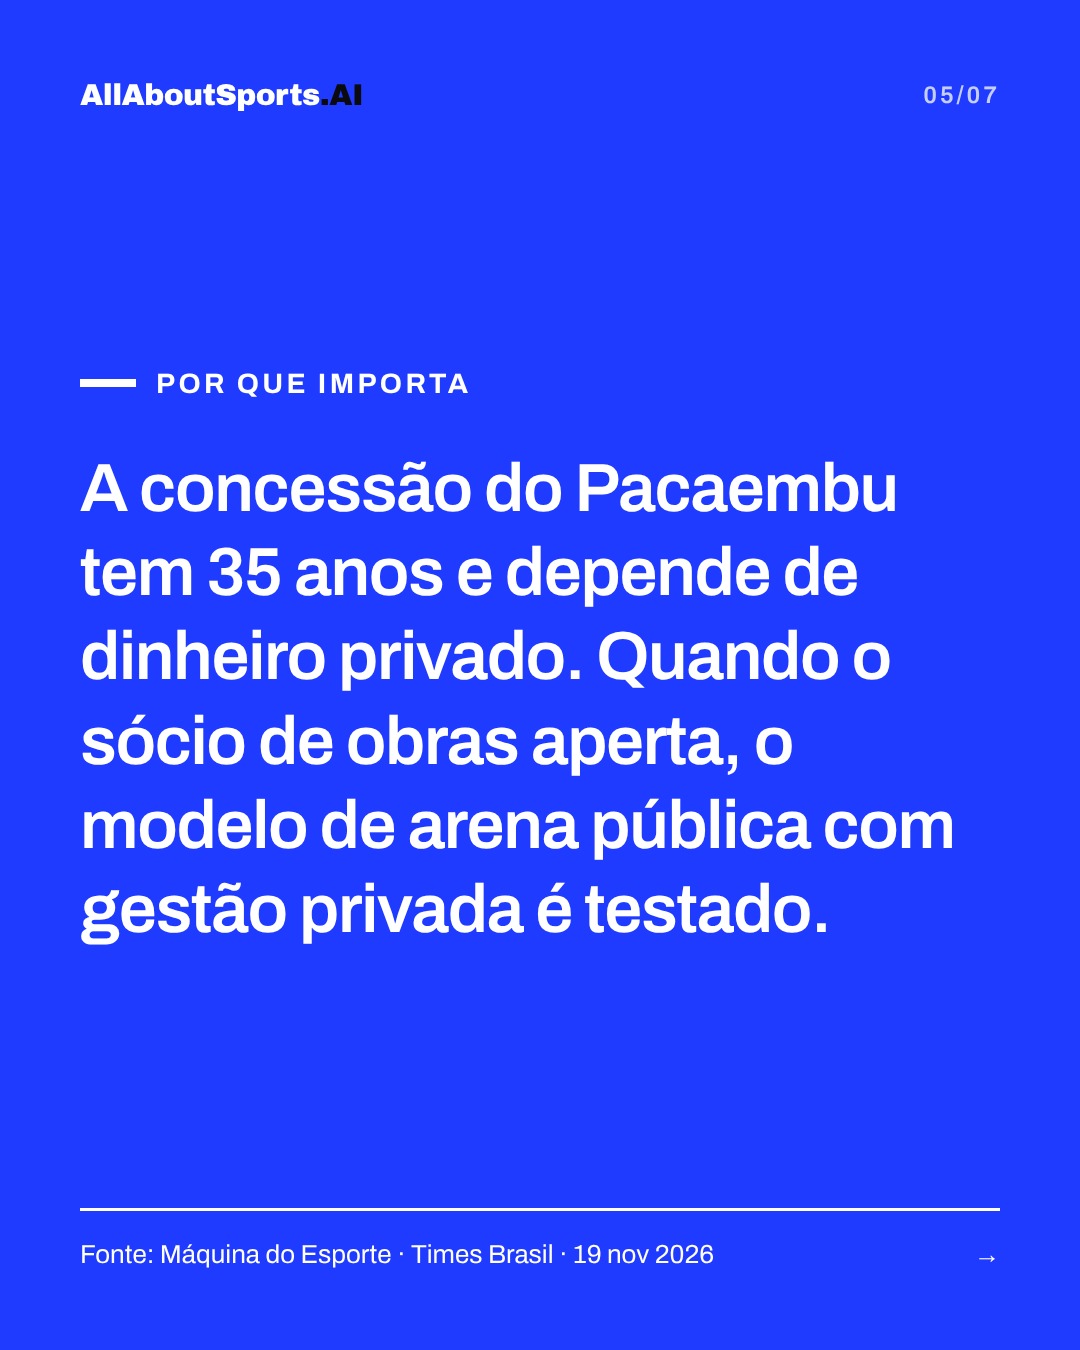 AllAboutSports.AI
05/07
POR QUE IMPORTA
A concessão do Pacaembu
tem 35 anos e depende de
dinheiro privado. Quando o
sócio de obras aperta, o
modelo de arena pública com
gestão privada é testado.
Fonte: Máquina do Esporte · Times Brasil · 19 nov 2026 →